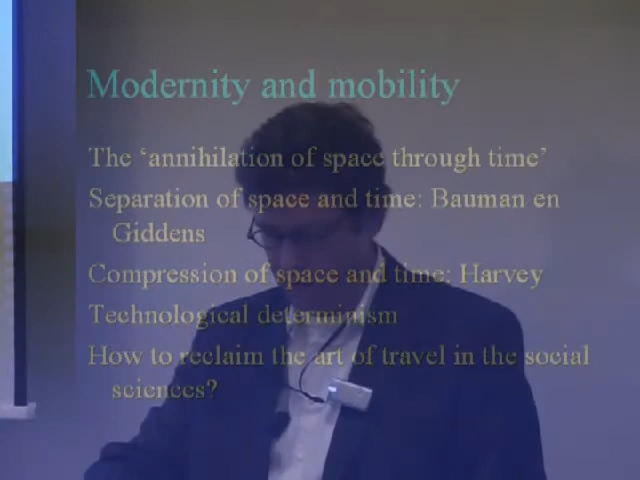 Modernity and mobility
The ‘annihilation of space through time’
Separation of space and time: Bauman en
Giddens
Compression of space and time: Harvey
Technological determinism
How to reclaim the art of travel in the social
sciences?